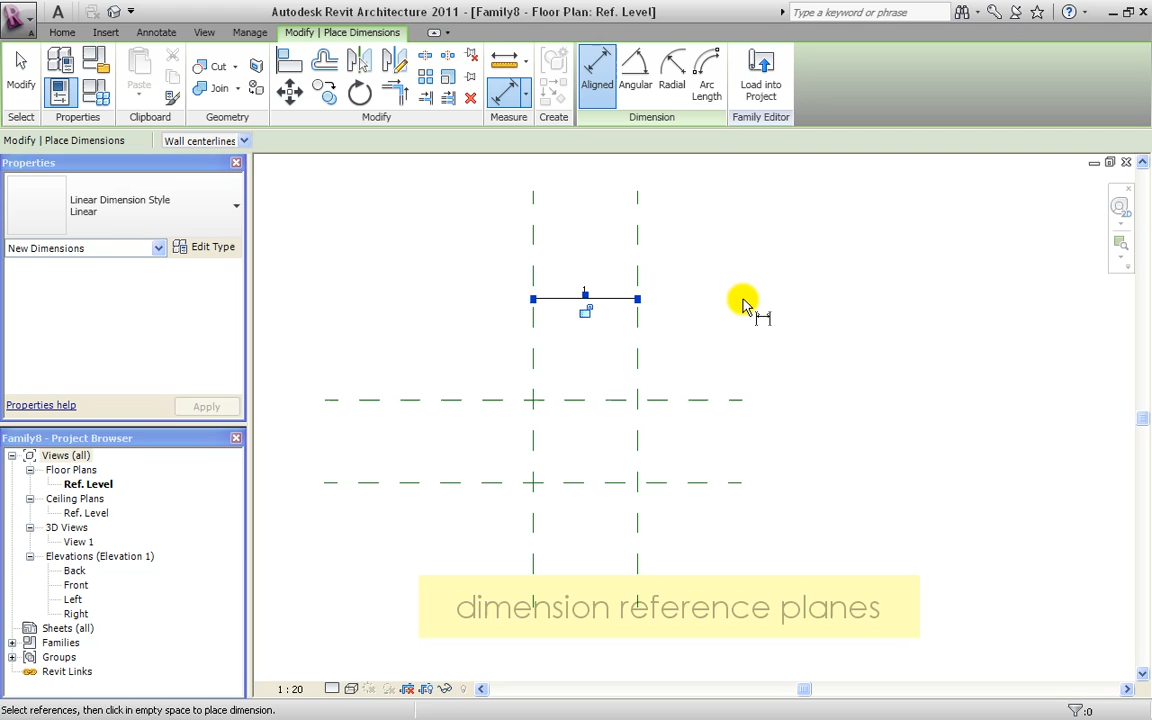 Autodesk Revit Architecture 2011 - [Family8 - Floor Plan: Ref. Level]
Type a keyword or phrase
Home Insert Annotate View Manage Modify | Place Dimensions
Modify Paste Cut Join Aligned Angular Radial Arc Length Load into Project
Select Properties Clipboard Geometry Modify Measure Create Dimension Family Editor
Modify | Place Dimensions Wall centerlines
Properties
Linear Dimension Style
Linear
New Dimensions Edit Type
2D
1
Properties help Apply
Family8 - Project Browser
Views (all)
Floor Plans
Ref. Level
Ceiling Plans
Ref. Level
3D Views
View 1
Elevations (Elevation 1)
Back
Front
Left
Right
Sheets (all)
Families
Groups
Revit Links
dimension reference planes
1 : 20
Select references, then click in empty space to place dimension. :0